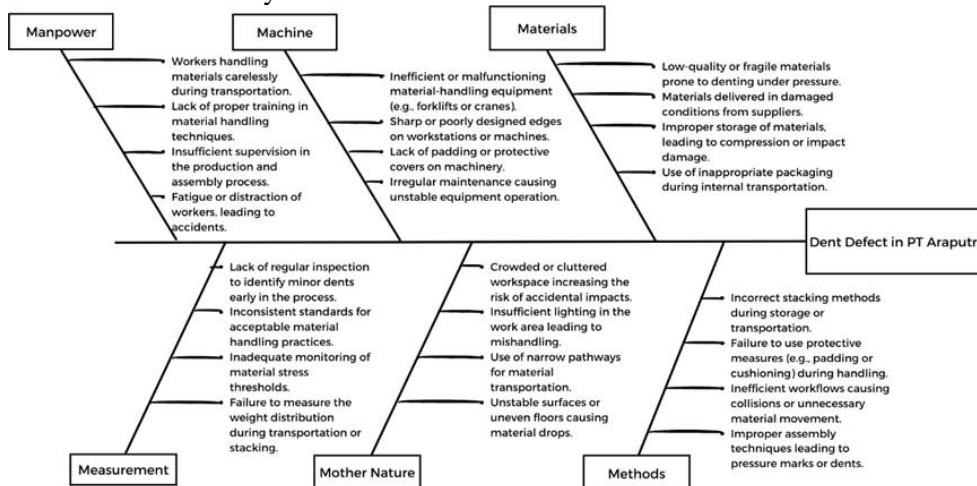 Manpower
Machine
Materials
Workers handling
materials carelessly
during transportation.
Lack of proper training in
material handling
techniques.
Insufficient supervision in
the production and
assembly process.
Fatigue or distraction of
workers, leading to
accidents.
Inefficient or malfunctioning
material-handling equipment
(e.g., forklifts or cranes).
Sharp or poorly designed edges
on workstations or machines.
Lack of padding or protective
covers on machinery.
Irregular maintenance causing
unstable equipment operation.
Low-quality or fragile materials
prone to denting under pressure.
Materials delivered in damaged
conditions from suppliers.
Improper storage of materials,
leading to compression or impact
damage.
Use of inappropriate packaging
during internal transportation.
Dent Defect in PT Araputr
Lack of regular inspection
to identify minor dents
early in the process.
Inconsistent standards for
acceptable material
handling practices.
Inadequate monitoring of
material stress
thresholds.
Failure to measure the
weight distribution
during transportation or
stacking.
Crowded or cluttered
workspace increasing the
risk of accidental impacts.
Insufficient lighting in the
work area leading to
mishandling.
Use of narrow pathways
for material
transportation.
Unstable surfaces or
uneven floors causing
material drops.
Incorrect stacking methods
during storage or
transportation.
Failure to use protective
measures (e.g., padding or
cushioning) during handling.
Inefficient workflows causing
collisions or unnecessary
material movement.
Improper assembly
techniques leading to
pressure marks or dents.
Measurement
Mother Nature
Methods